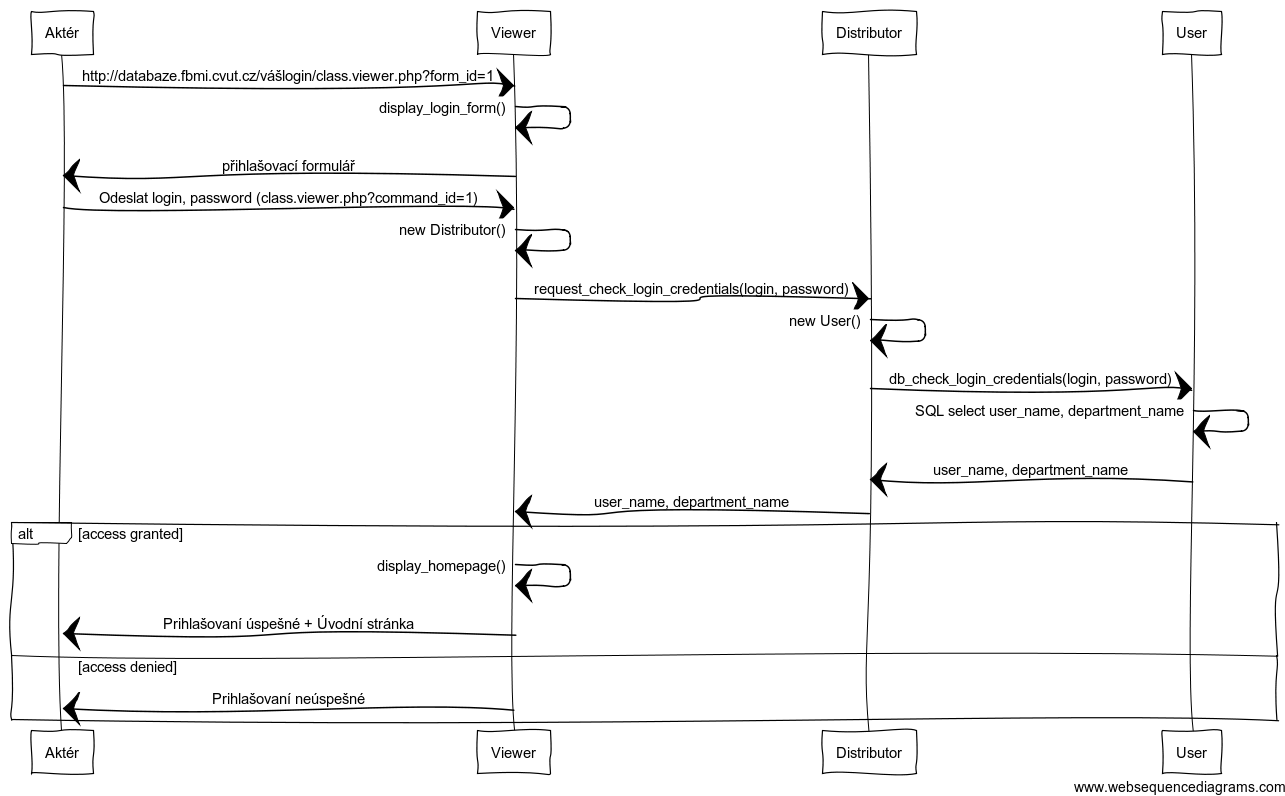 Aktér Viewer Distributor User
http://databaze.fbmi.cvut.cz/vášlogin/class.viewer.php?form_id=1
display_login_form()
přihlašovací formulář
Odeslat login, password (class.viewer.php?command_id=1)
new Distributor()
request_check_login_credentials(login, password)
new User()
db_check_login_credentials(login, password)
SQL select user_name, department_name
user_name, department_name
user_name, department_name
alt [access granted]
display_homepage()
Prihlašovaní úspešné + Úvodní stránka
[access denied]
Prihlašovaní neúspešné
Aktér Viewer Distributor User
www.websequencediagrams.com